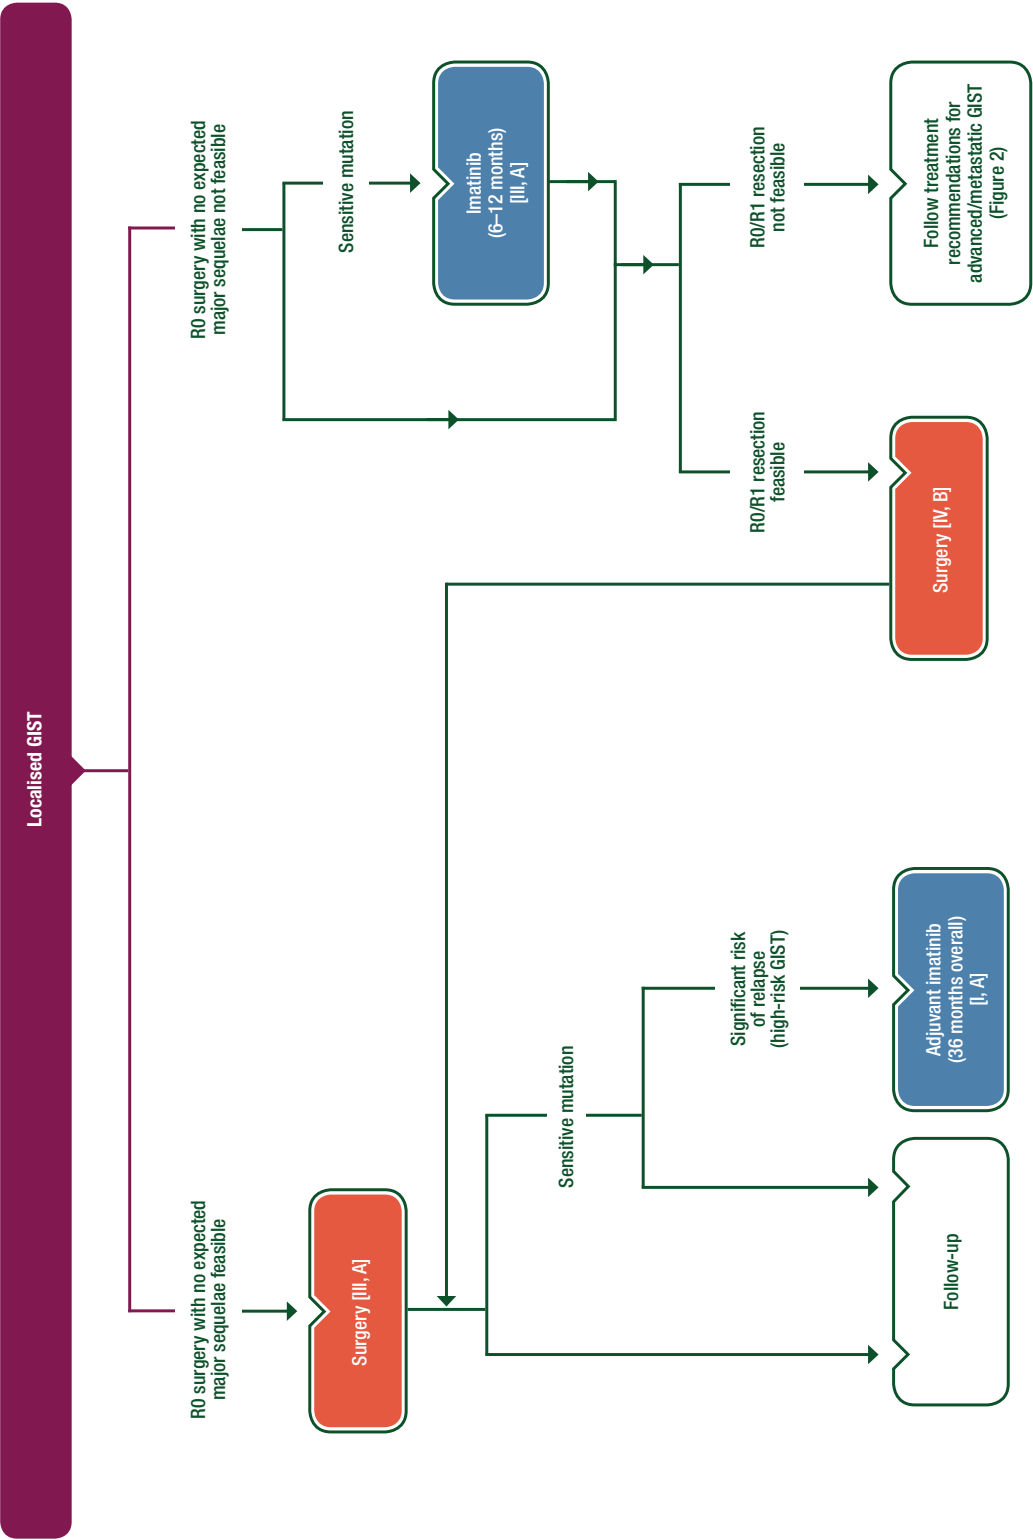 Localised GIST
R0 surgery with no expected
major sequelae feasible
R0 surgery with no expected
major sequelae not feasible
Surgery [III, A]
Sensitive mutation
Imatinib
(6–12 months)
[III, A]
Sensitive mutation
Significant risk
of relapse
(high-risk GIST)
R0/R1 resection
feasible
R0/R1 resection
not feasible
Follow-up
Adjuvant imatinib
(36 months overall)
[I, A]
Surgery [IV, B]
Follow treatment
recommendations for
advanced/metastatic GIST
(Figure 2)